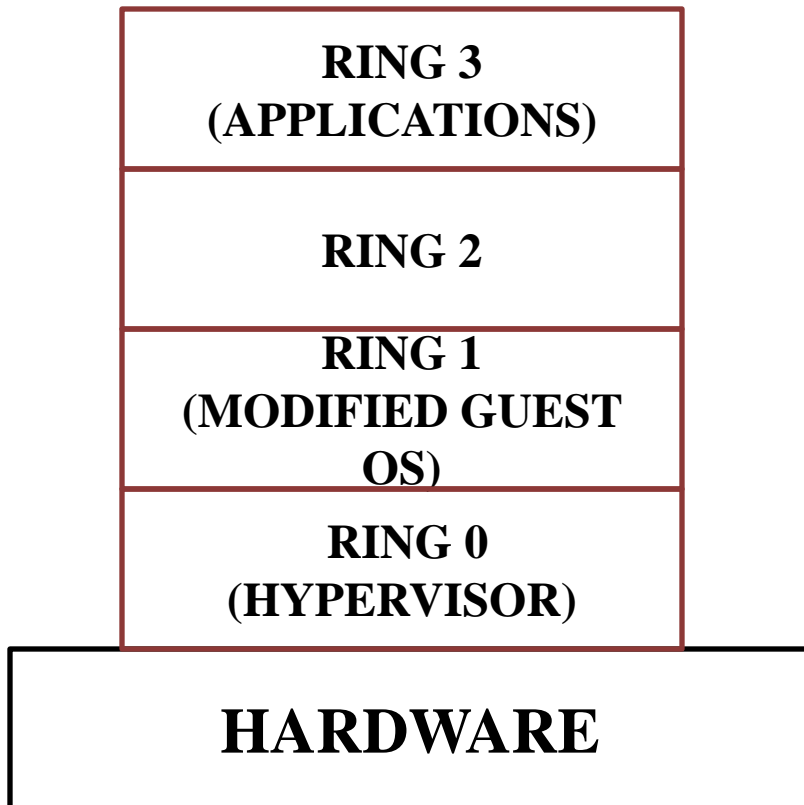 RING 3
(APPLICATIONS)
RING 2
RING 1
(MODIFIED GUEST
OS)
RING 0
(HYPERVISOR)
HARDWARE